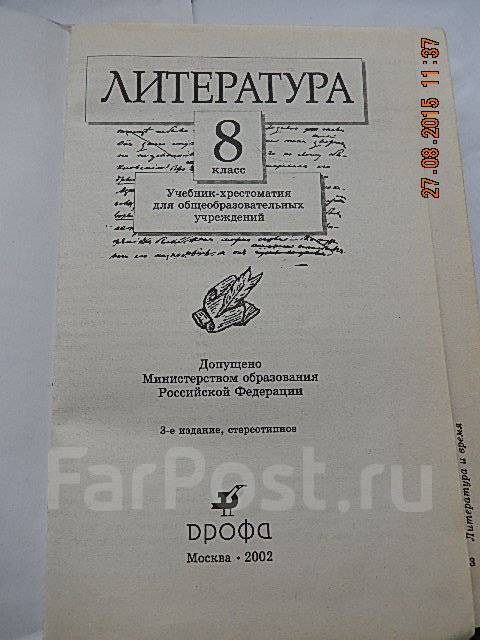 ЛИТЕРАТУРА
8
класс
Учебник-хрестоматия
для общеобразовательных
учреждений
Допущено
Министерством образования
Российской Федерации
3-е издание, стереотипное
FarPost.ru
дрофа
Москва • 2002
27-08-2015 11:37
Литература и время
3